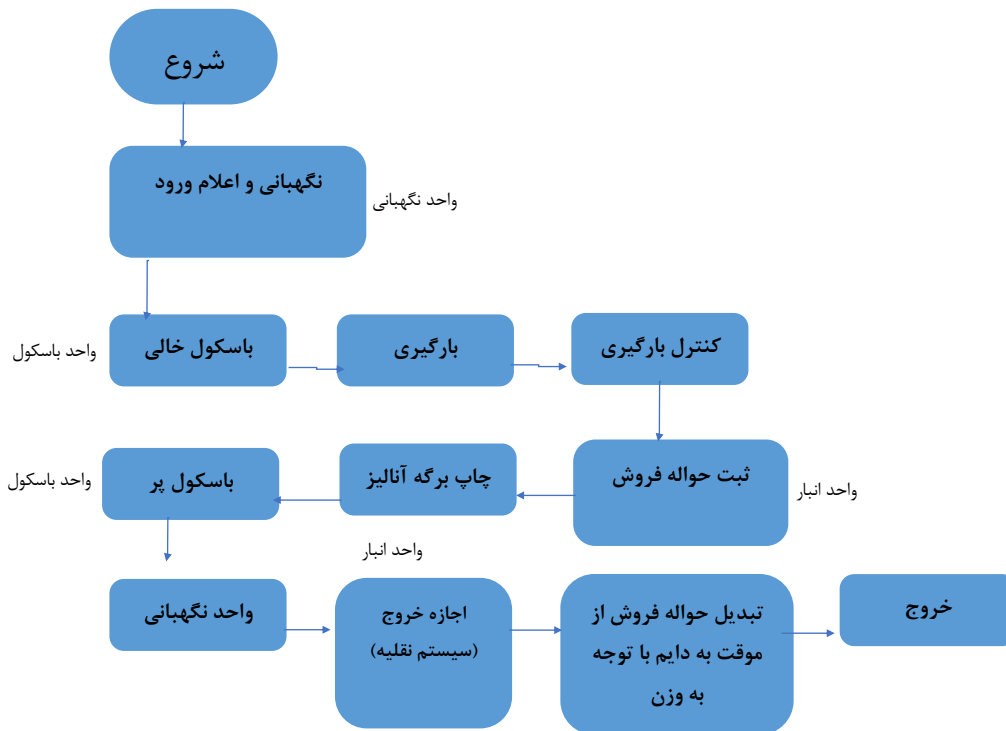 شروع
نگهبانی و اعلام ورود
واحد نگهبانی
واحد باسکول
باسکول خالی
بارگیری
کنترل بارگیری
ثبت حواله فروش
واحد انبار
چاپ برگه آنالیز
باسکول پر
واحد باسکول
واحد انبار
واحد نگهبانی
اجازه خروج
(سیستم نقلیه)
تبدیل حواله فروش از
موقت به دایم با توجه
به وزن
خروج